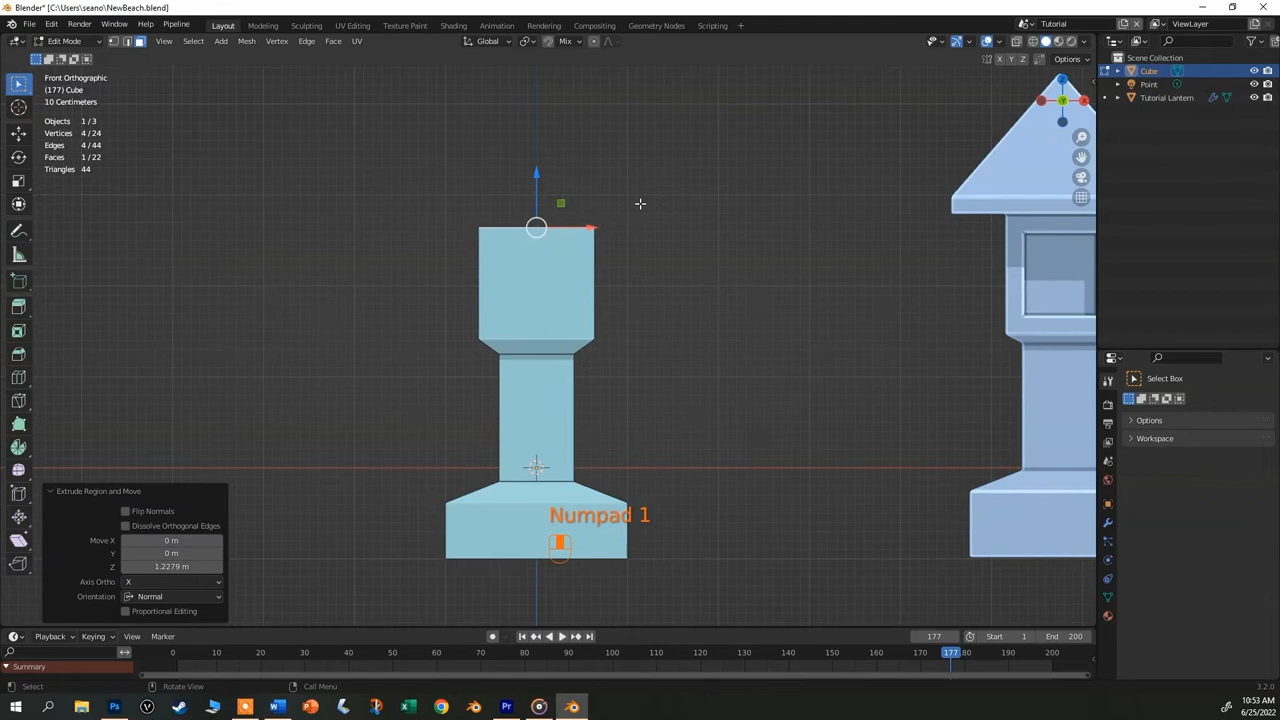 Blender* [C:\Users\seano\NewBeach.blend]
File Edit Render Window Help Pipeline Layout Modeling Sculpting UV Editing Texture Paint Shading Animation Rendering Compositing Geometry Nodes Scripting + Tutorial ViewLayer
Edit Mode View Select Add Mesh Vertex Edge Face UV Global Mix
X Y Z Options
Front Orthographic
(177) Cube
10 Centimeters
Objects 1 / 3
Vertices 4 / 24
Edges 4 / 44
Faces 1 / 22
Triangles 44
Scene Collection
Cube
Point
Tutorial Lantern
Z
Y X
Select Box
Options
Workspace
Extrude Region and Move
Flip Normals
Dissolve Orthogonal Edges
Move X 0 m
Y 0 m
Z 1.2279 m
Axis Ortho X
Orientation Normal
Proportional Editing
Numpad 1
Playback Keying View Marker 177 Start 1 End 200
0 10 20 30 40 50 60 70 80 90 100 110 120 130 140 150 160 170 177 80 190 200
Summary
Select Rotate View Call Menu 3.2.0
10:53 AM
6/25/2022